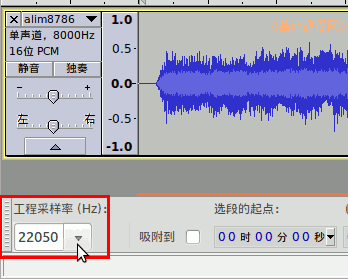 × alim8786
单声道, 8000Hz
16位 PCM
静音 独奏
- +
左 右
左 右
1.0
0.5-
0.0-
-0.5-
-1.0
工程采样率 (Hz):
22050
选段的起点:
吸附到
00 时 00 分 00 秒